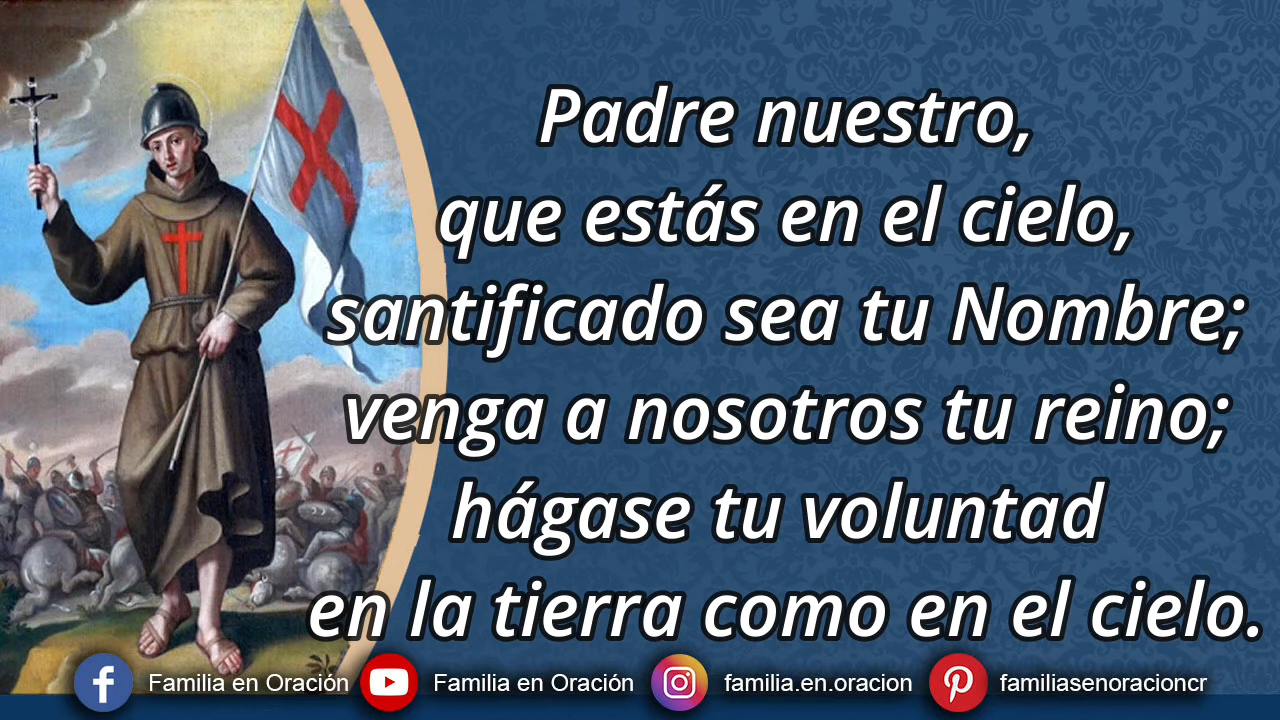 Padre nuestro,
que estás en el cielo,
santificado sea tu Nombre;
venga a nosotros tu reino;
hágase tu voluntad
en la tierra como en el cielo.
Familia en Oración Familia en Oración familia.en.oracion familiasenoracioncr